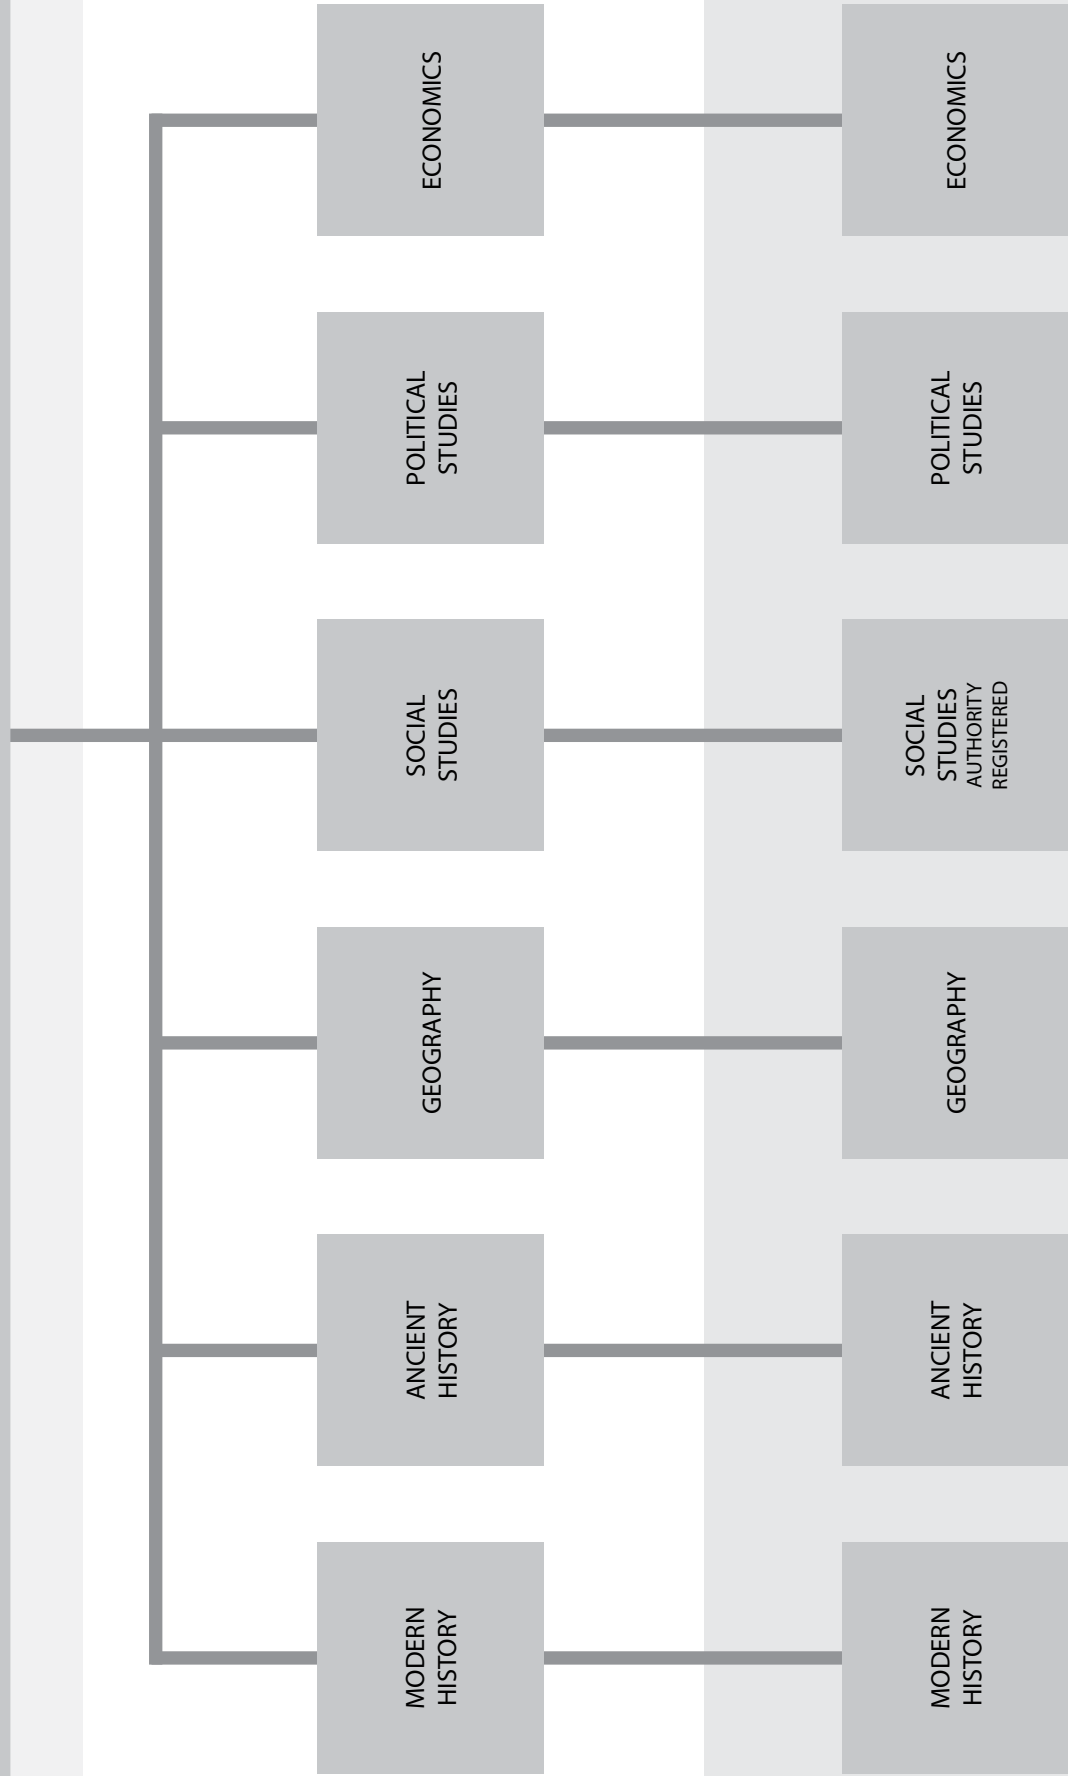 MODERN
HISTORY
ANCIENT
HISTORY
GEOGRAPHY
SOCIAL
STUDIES
POLITICAL
STUDIES
ECONOMICS
MODERN
HISTORY
ANCIENT
HISTORY
GEOGRAPHY
SOCIAL
STUDIES
AUTHORITY
REGISTERED
POLITICAL
STUDIES
ECONOMICS